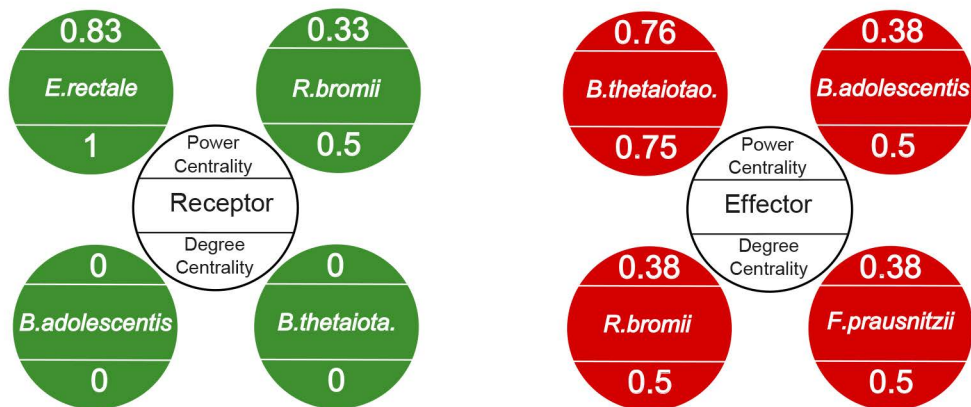 0.83
E.rectale
1
0.33
R.bromii
0.5
Power
Centrality
Receptor
Degree
Centrality
0
B.adolescentis
0
0
B.thetaiota.
0
0.76
B.thetaiotao.
0.75
0.38
B.adolescentis
0.5
Power
Centrality
Effector
Degree
Centrality
0.38
R.bromii
0.5
0.38
F.prausnitzii
0.5